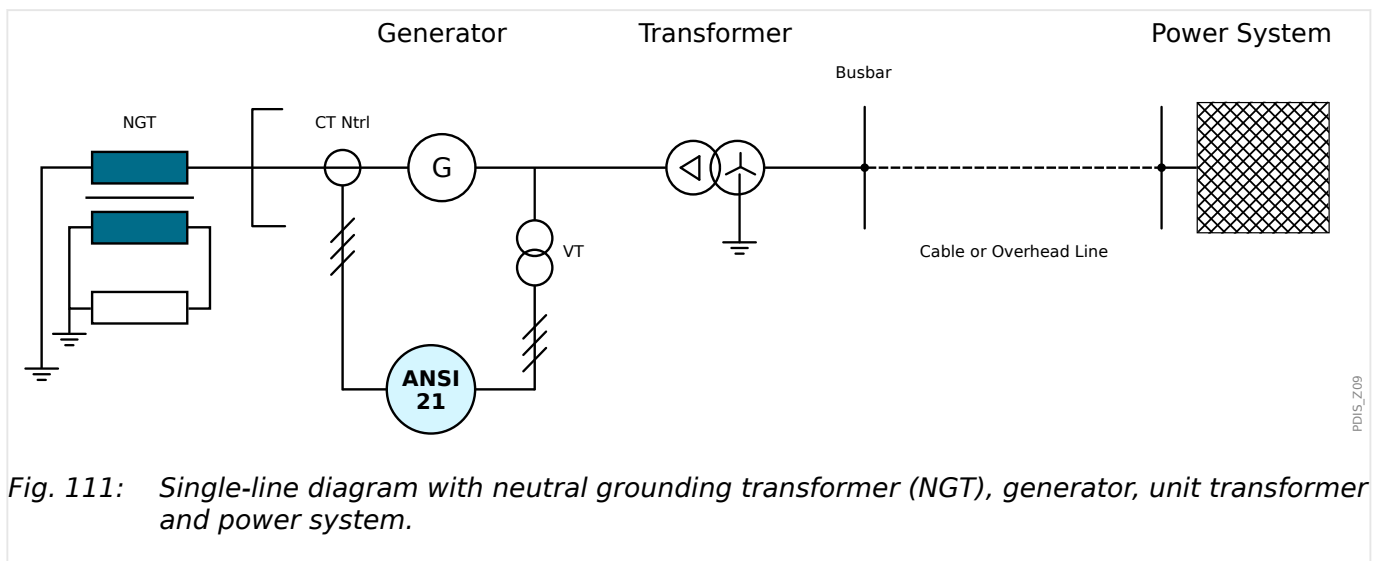 Generator
Transformer
Power System
Busbar
NGT
CT Ntrl
G
VT
Cable or Overhead Line
ANSI
21
PDIS_Z09
Fig. 111: Single-line diagram with neutral grounding transformer (NGT), generator, unit transformer
and power system.